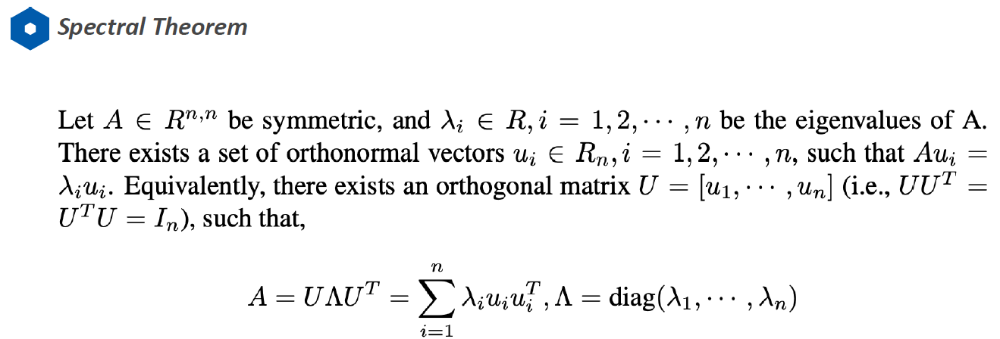 Spectral Theorem
Let $A \in R^{n,n}$ be symmetric, and $\lambda_i \in R, i = 1, 2, \cdots, n$ be the eigenvalues of A.
There exists a set of orthonormal vectors $u_i \in R_n, i = 1, 2, \cdots, n$, such that $Au_i =$
$\lambda_i u_i$. Equivalently, there exists an orthogonal matrix $U = [u_1, \cdots, u_n]$ (i.e., $UU^T =$
$U^T U = I_n$), such that,
$A = U \Lambda U^T = \sum_{i=1}^{n} \lambda_i u_i u_i^T, \Lambda = \text{diag}(\lambda_1, \cdots, \lambda_n)$